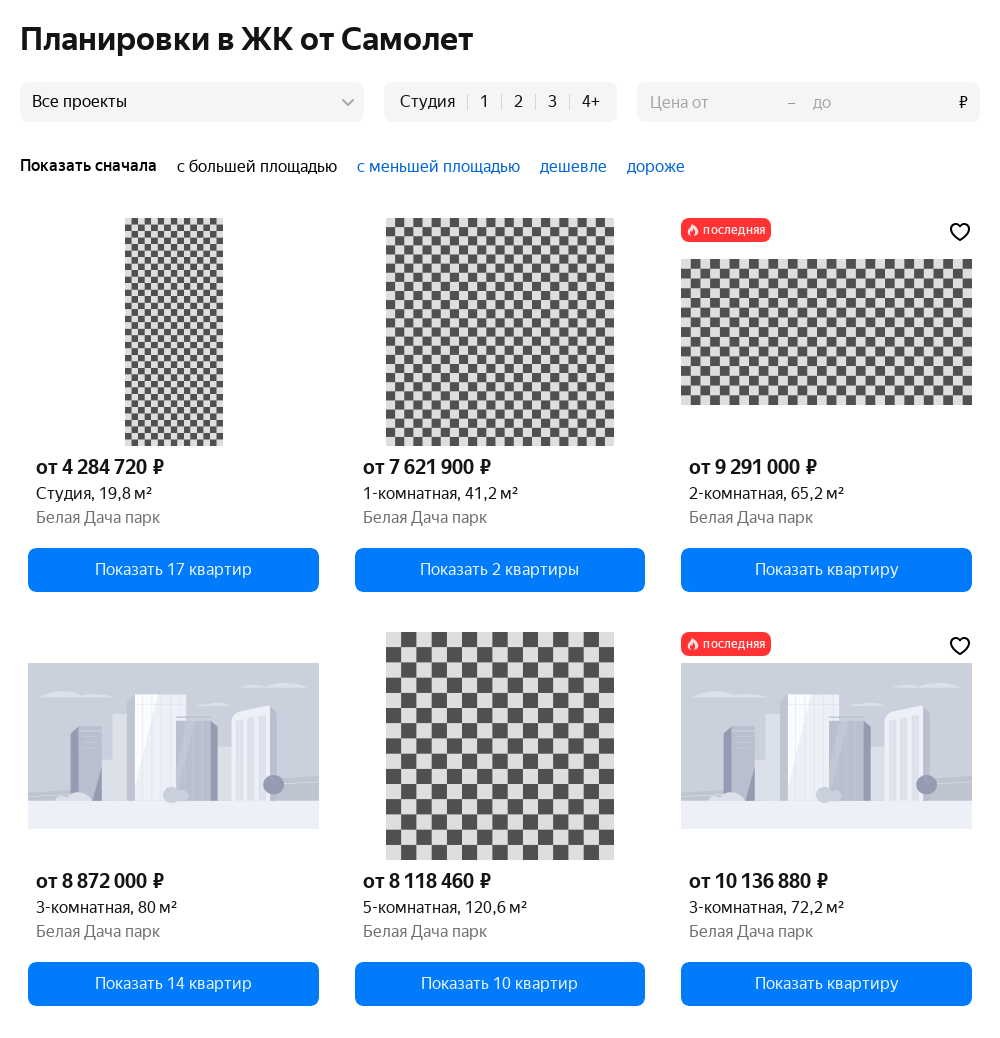 Планировки в ЖК от Самолет
Все проекты
Студия 1 2 3 4+
Цена от – до ₽
Показать сначала с большей площадью с меньшей площадью дешевле дороже
последняя
от 4 284 720 ₽
Студия, 19,8 м²
Белая Дача парк
Показать 17 квартир
от 7 621 900 ₽
1-комнатная, 41,2 м²
Белая Дача парк
Показать 2 квартиры
от 9 291 000 ₽
2-комнатная, 65,2 м²
Белая Дача парк
Показать квартиру
последняя
от 8 872 000 ₽
3-комнатная, 80 м²
Белая Дача парк
Показать 14 квартир
от 8 118 460 ₽
5-комнатная, 120,6 м²
Белая Дача парк
Показать 10 квартир
от 10 136 880 ₽
3-комнатная, 72,2 м²
Белая Дача парк
Показать квартиру